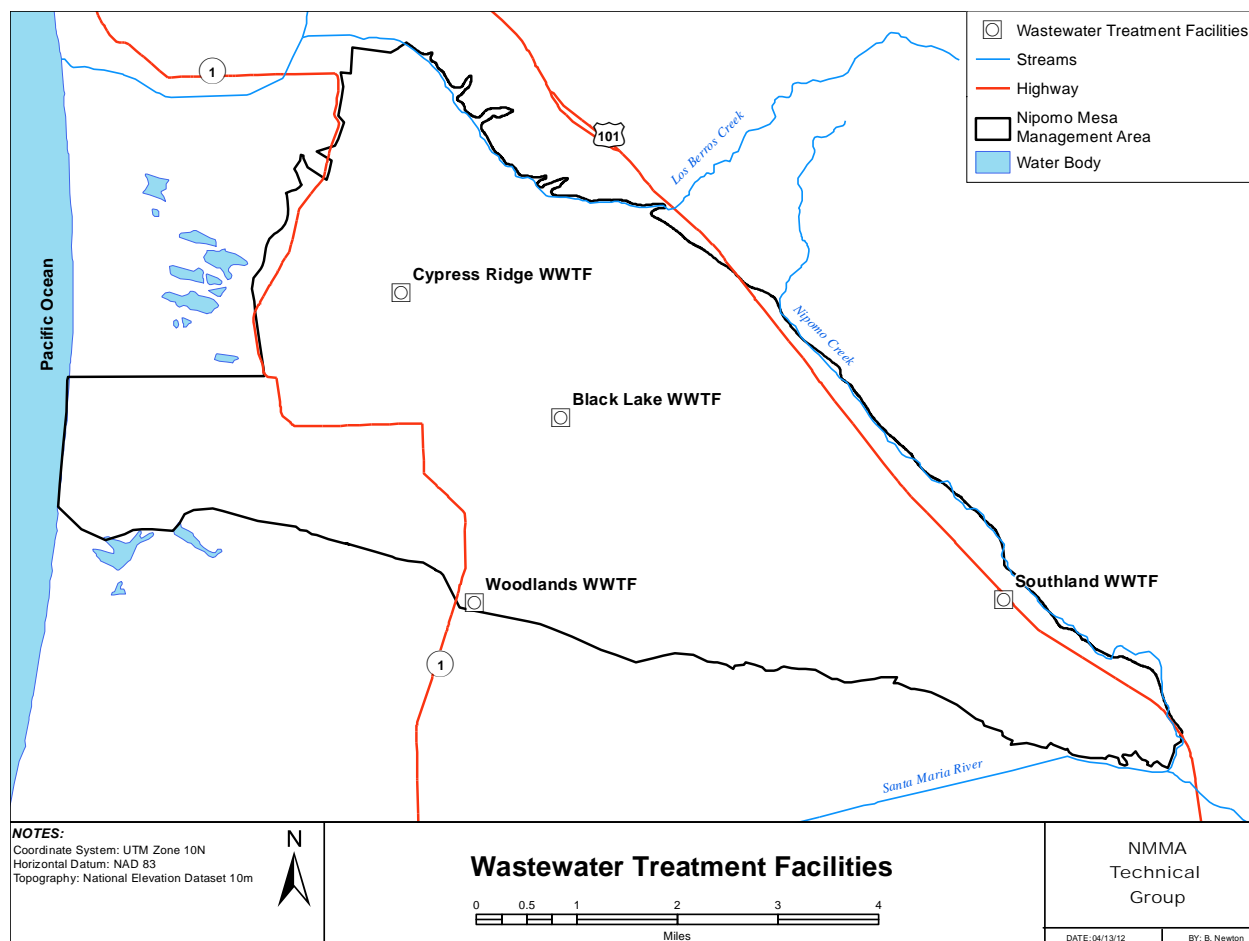 Wastewater Treatment Facilities
Streams
Highway
Nipomo Mesa
Management Area
Water Body
1
101
Los Berros Creek
Cypress Ridge WWTF
Pacific Ocean
Nipomo Creek
Black Lake WWTF
Woodlands WWTF
Southland WWTF
1
Santa Maria River
NOTES:
Coordinate System: UTM Zone 10N
Horizontal Datum: NAD 83
Topography: National Elevation Dataset 10m
N
Wastewater Treatment Facilities
0 0.5 1 2 3 4
Miles
NMMA
Technical
Group
DATE:04/13/12 BY: B. Newton